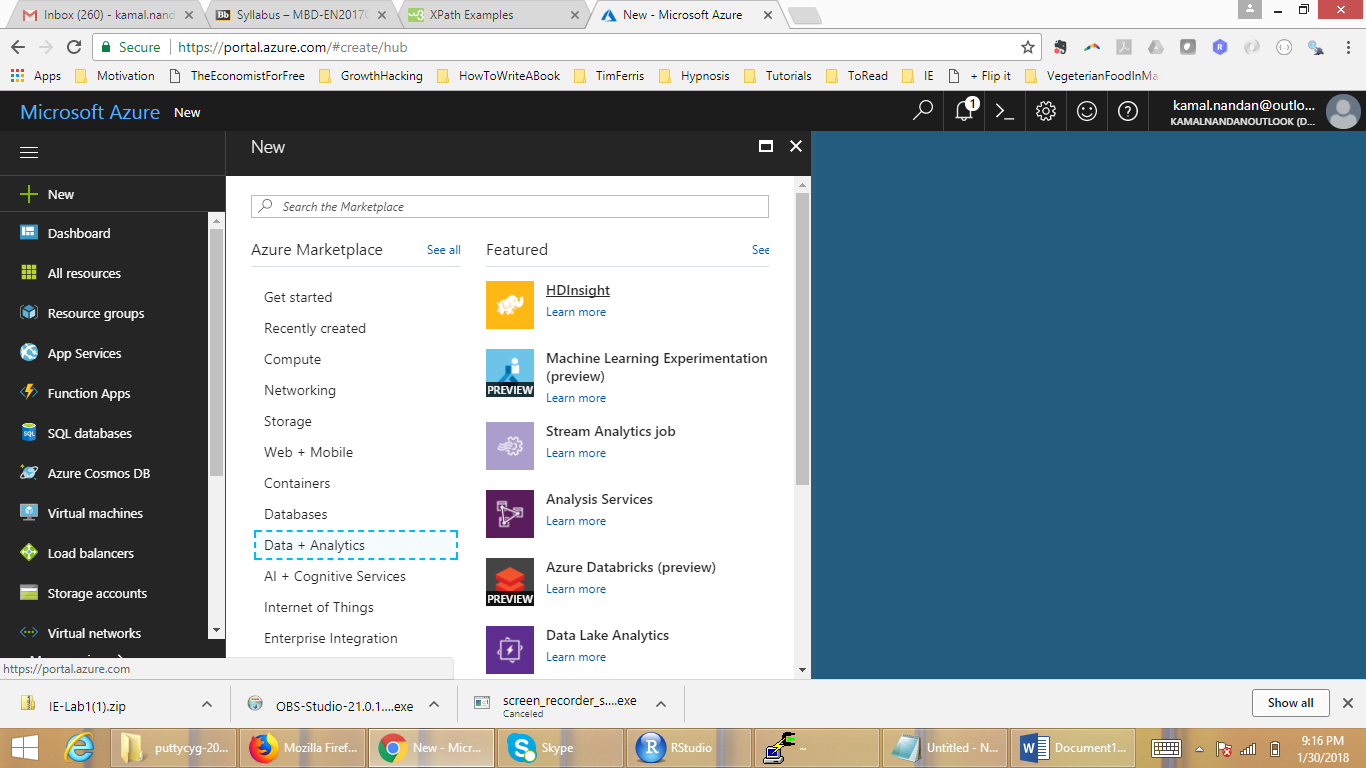 Inbox (260) - kamal.nand
Syllabus – MBD-EN2017O
XPath Examples
New - Microsoft Azure
Secure
https://portal.azure.com/#create/hub
Apps
Motivation
TheEconomistForFree
GrowthHacking
HowToWriteABook
TimFerris
Hypnosis
Tutorials
ToRead
IE
+ Flip it
VegeterianFoodInMa
Microsoft Azure
New
1
kamal.nandan@outlo...
KAMALNANDANOUTLOOK (D...
New
New
Search the Marketplace
Dashboard
All resources
Resource groups
App Services
Function Apps
SQL databases
Azure Cosmos DB
Virtual machines
Load balancers
Storage accounts
Virtual networks
Azure Marketplace
See all
Get started
Recently created
Compute
Networking
Storage
Web + Mobile
Containers
Databases
Data + Analytics
AI + Cognitive Services
Internet of Things
Enterprise Integration
Featured
See
HDInsight
Learn more
Machine Learning Experimentation
(preview)
PREVIEW
Learn more
Stream Analytics job
Learn more
Analysis Services
Learn more
Azure Databricks (preview)
PREVIEW
Learn more
Data Lake Analytics
Learn more
https://portal.azure.com
IE-Lab1(1).zip
OBS-Studio-21.0.1....exe
screen_recorder_s....exe
Canceled
Show all
puttycyg-20...
Mozilla Firef...
New - Micr...
Skype
RStudio
~
Untitled - N...
Document1...
9:16 PM
1/30/2018